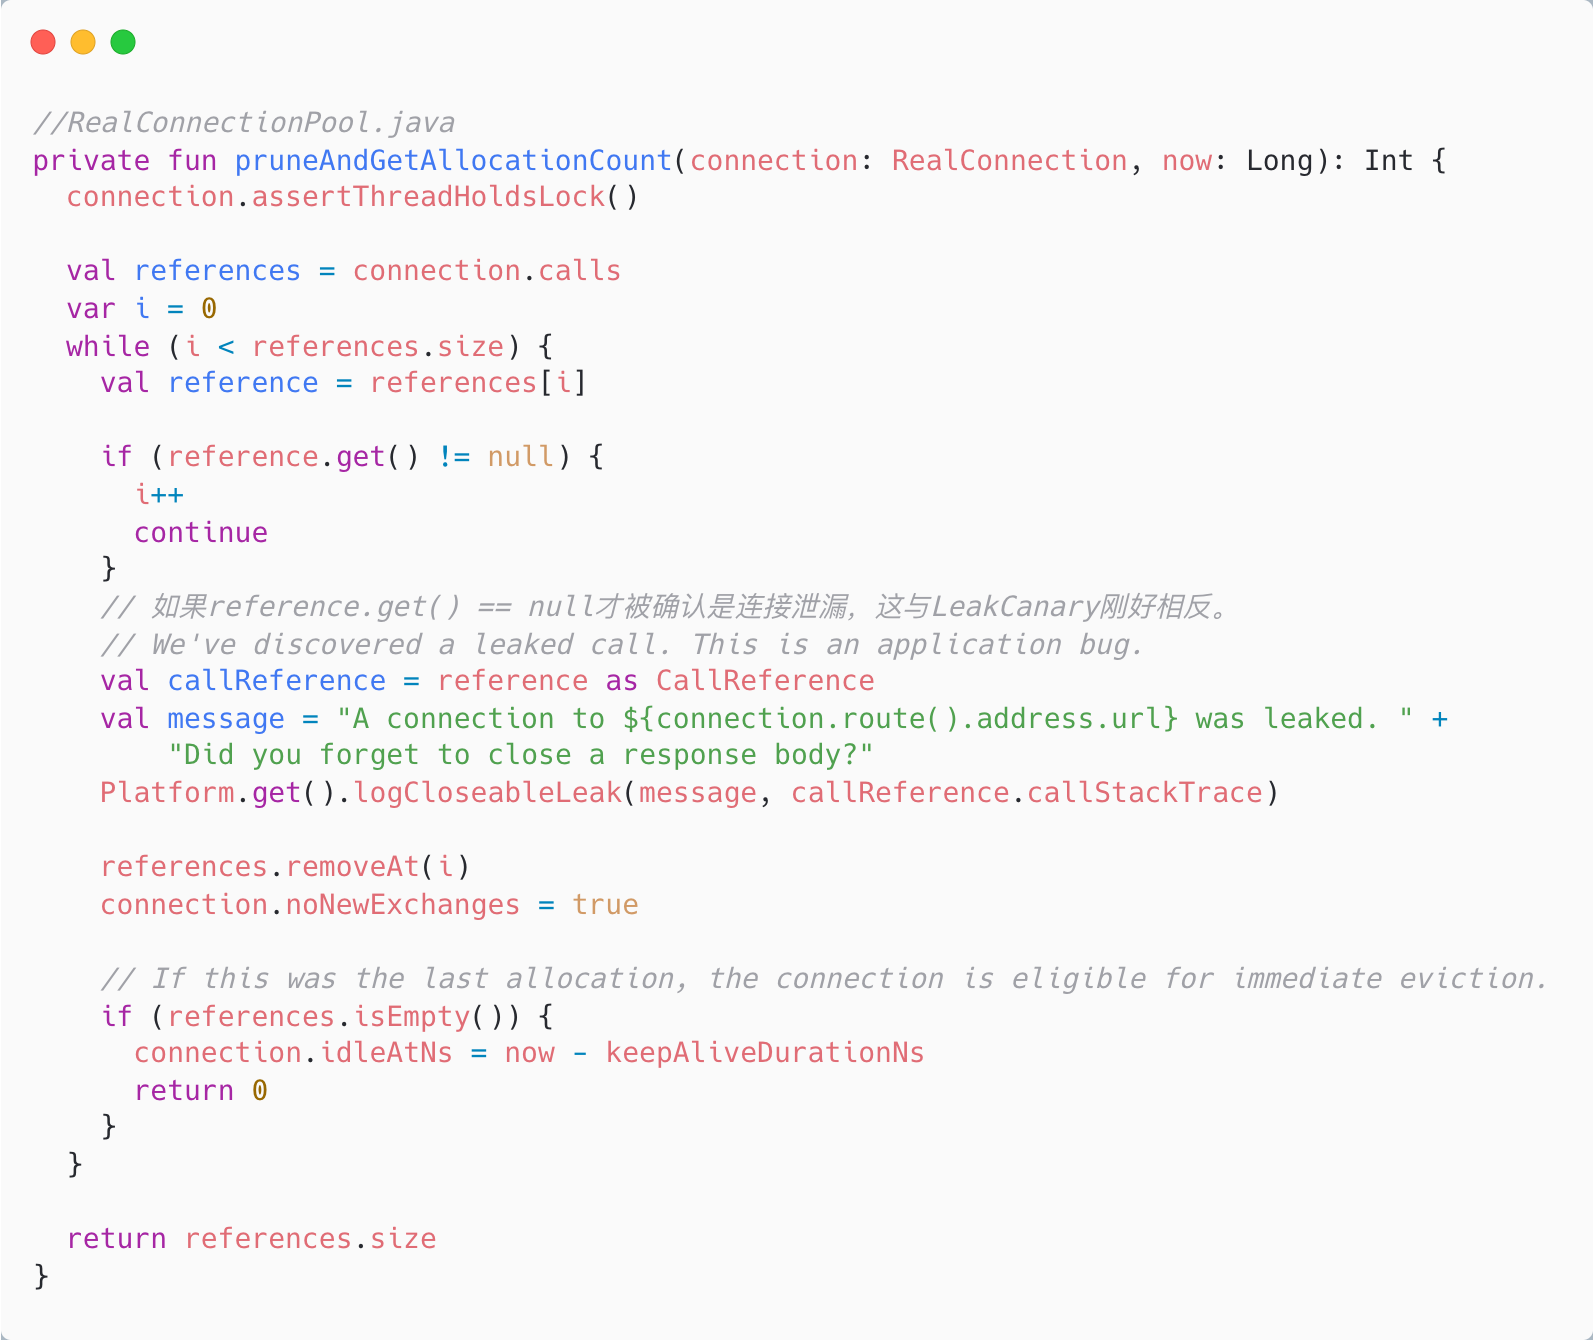 //RealConnectionPool.java
private fun pruneAndGetAllocationCount(connection: RealConnection, now: Long): Int {
  connection.assertThreadHoldsLock()

  val references = connection.calls
  var i = 0
  while (i < references.size) {
    val reference = references[i]

    if (reference.get() != null) {
      i++
      continue
    }
    // 如果reference.get() == null才被确认是连接泄漏，这与LeakCanary刚好相反。
    // We've discovered a leaked call. This is an application bug.
    val callReference = reference as CallReference
    val message = "A connection to ${connection.route().address.url} was leaked. " +
        "Did you forget to close a response body?"
    Platform.get().logCloseableLeak(message, callReference.callStackTrace)

    references.removeAt(i)
    connection.noNewExchanges = true

    // If this was the last allocation, the connection is eligible for immediate eviction.
    if (references.isEmpty()) {
      connection.idleAtNs = now - keepAliveDurationNs
      return 0
    }
  }

  return references.size
}